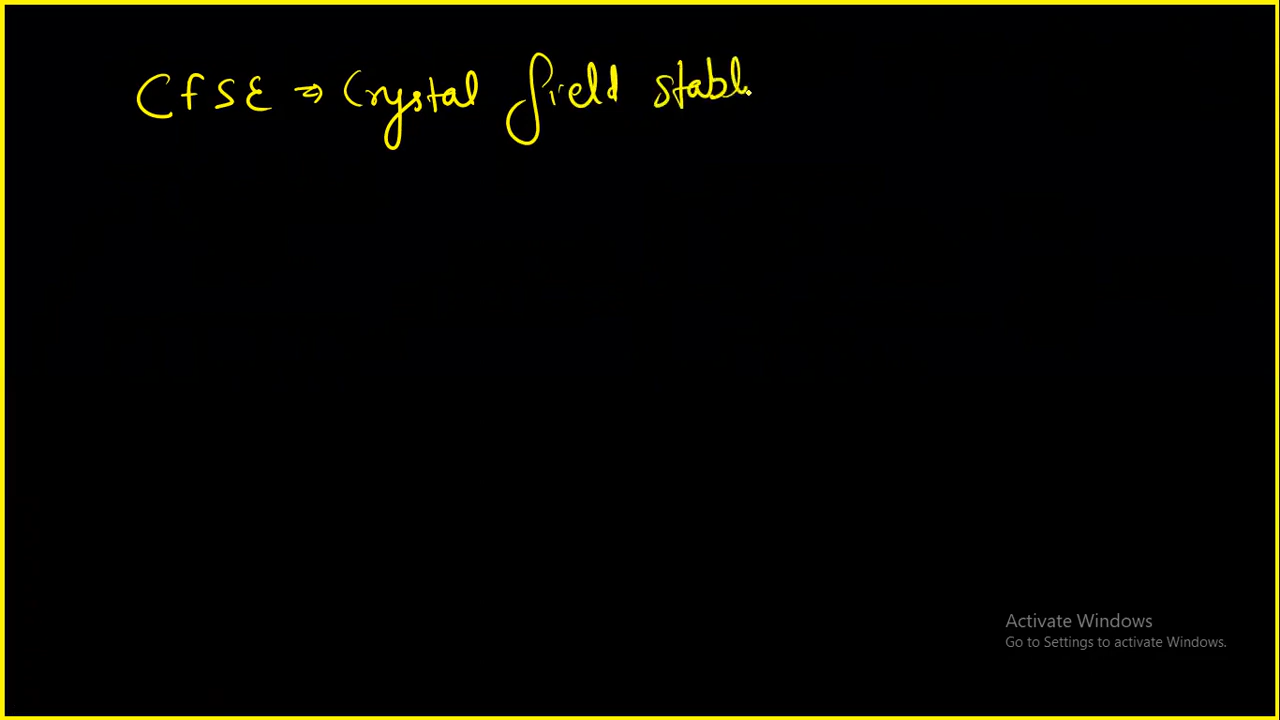 CFSE ⇒ Crystal field stabl
Activate Windows
Go to Settings to activate Windows.